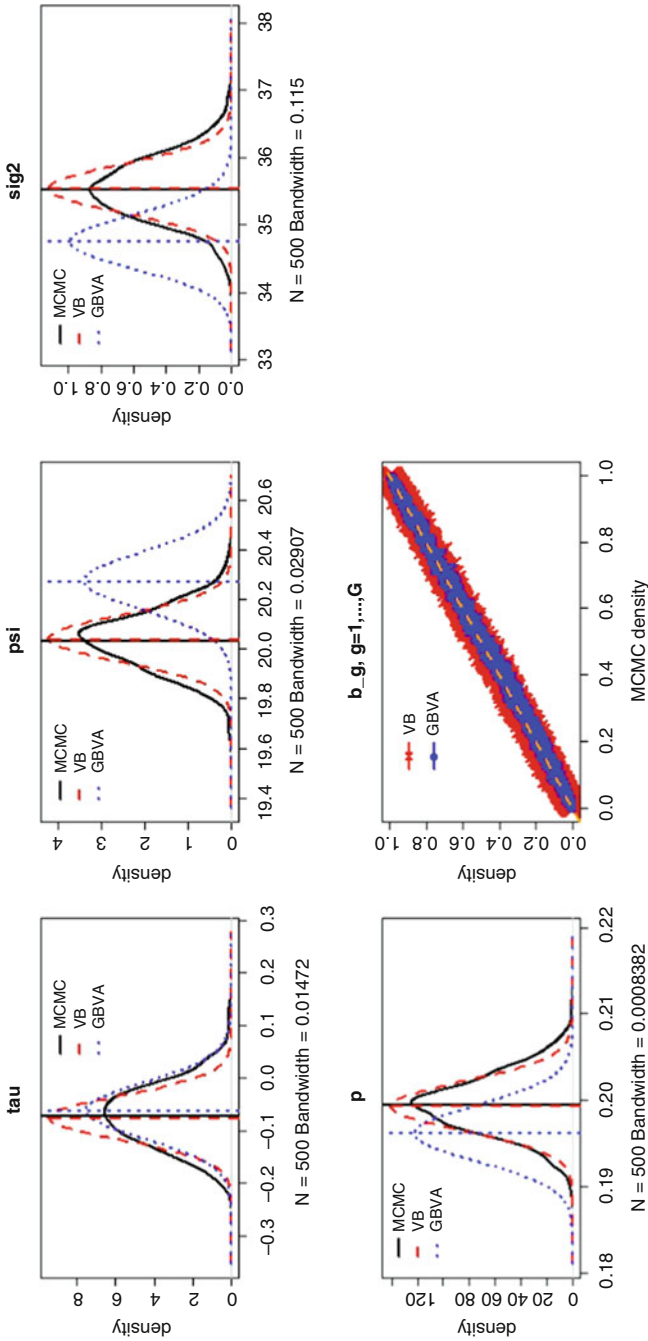 tau
density
0 2 4 6 8
MCMC
VB
GBVA
−0.3 −0.2 −0.1 0.0 0.1 0.2 0.3
N = 500 Bandwidth = 0.01472
psi
density
0 1 2 3 4
MCMC
VB
GBVA
19.4 19.6 19.8 20.0 20.2 20.4 20.6
N = 500 Bandwidth = 0.02907
sig2
density
0.0 0.2 0.4 0.6 0.8 1.0
MCMC
VB
GBVA
33 34 35 36 37 38
N = 500 Bandwidth = 0.115
p
density
0 20 40 60 80 120
MCMC
VB
GBVA
0.18 0.19 0.20 0.21 0.22
N = 500 Bandwidth = 0.0008382
b_g, g=1,...,G
density
0.0 0.2 0.4 0.6 0.8 1.0
VB
GBVA
0.0 0.2 0.4 0.6 0.8 1.0
MCMC density